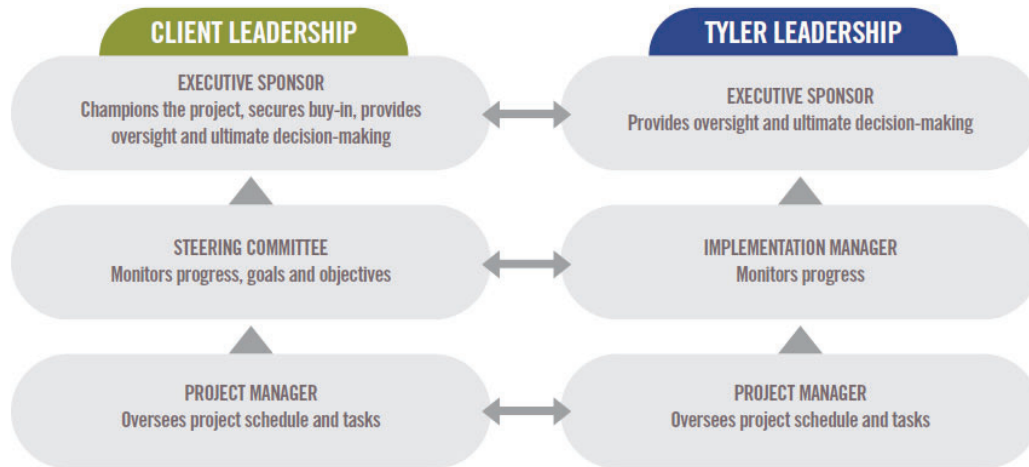 CLIENT LEADERSHIP
EXECUTIVE SPONSOR
Champions the project, secures buy-in, provides
oversight and ultimate decision-making
STEERING COMMITTEE
Monitors progress, goals and objectives
PROJECT MANAGER
Oversees project schedule and tasks
TYLER LEADERSHIP
EXECUTIVE SPONSOR
Provides oversight and ultimate decision-making
IMPLEMENTATION MANAGER
Monitors progress
PROJECT MANAGER
Oversees project schedule and tasks